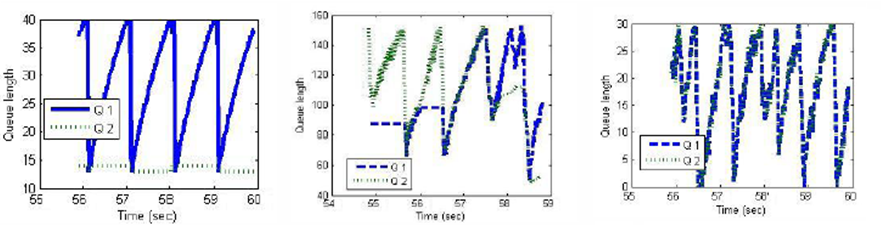 40
35
30
25
20
15
10
Queue length
Q 1
Q 2
55 56 57 58 59 60
Time (sec)
160
140
120
100
80
60
40
Queue length
Q 1
Q 2
54 55 56 57 58 59
Time (sec)
30
25
20
15
10
5
0
Queue length
Q 1
Q 2
55 56 57 58 59 60
Time (sec)